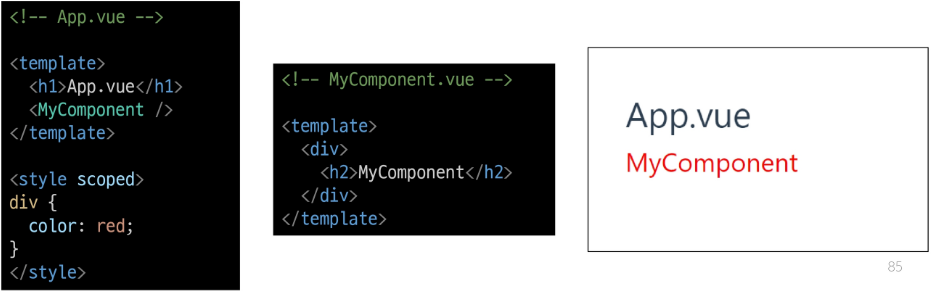 <!-- App.vue -->
<template>
  <h1>App.vue</h1>
  <MyComponent />
</template>
<style scoped>
div {
  color: red;
}
</style>
<!-- MyComponent.vue -->
<template>
  <div>
    <h2>MyComponent</h2>
  </div>
</template>
App.vue
MyComponent
85